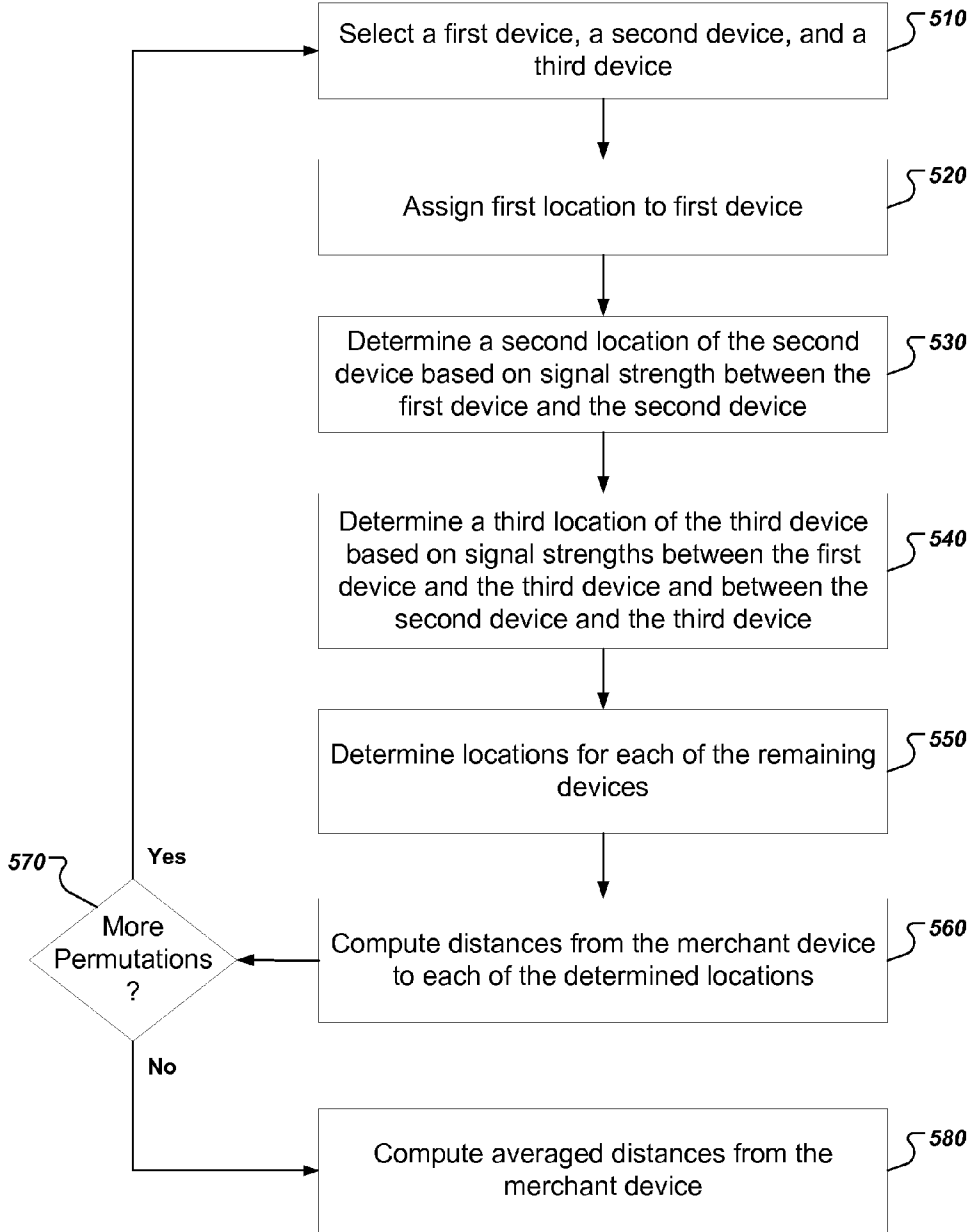 Select a first device, a second device, and a
third device
510
Assign first location to first device
520
Determine a second location of the second
device based on signal strength between the
first device and the second device
530
Determine a third location of the third device
based on signal strengths between the first
device and the third device and between the
second device and the third device
540
Determine locations for each of the remaining
devices
550
Compute distances from the merchant device
to each of the determined locations
560
570
Yes
More
Permutations
?
No
Compute averaged distances from the
merchant device
580